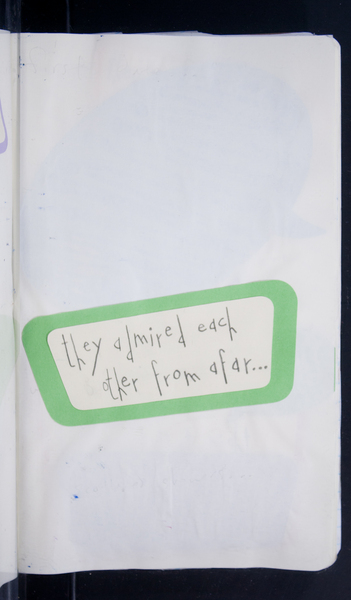 they admired each
other from afar...